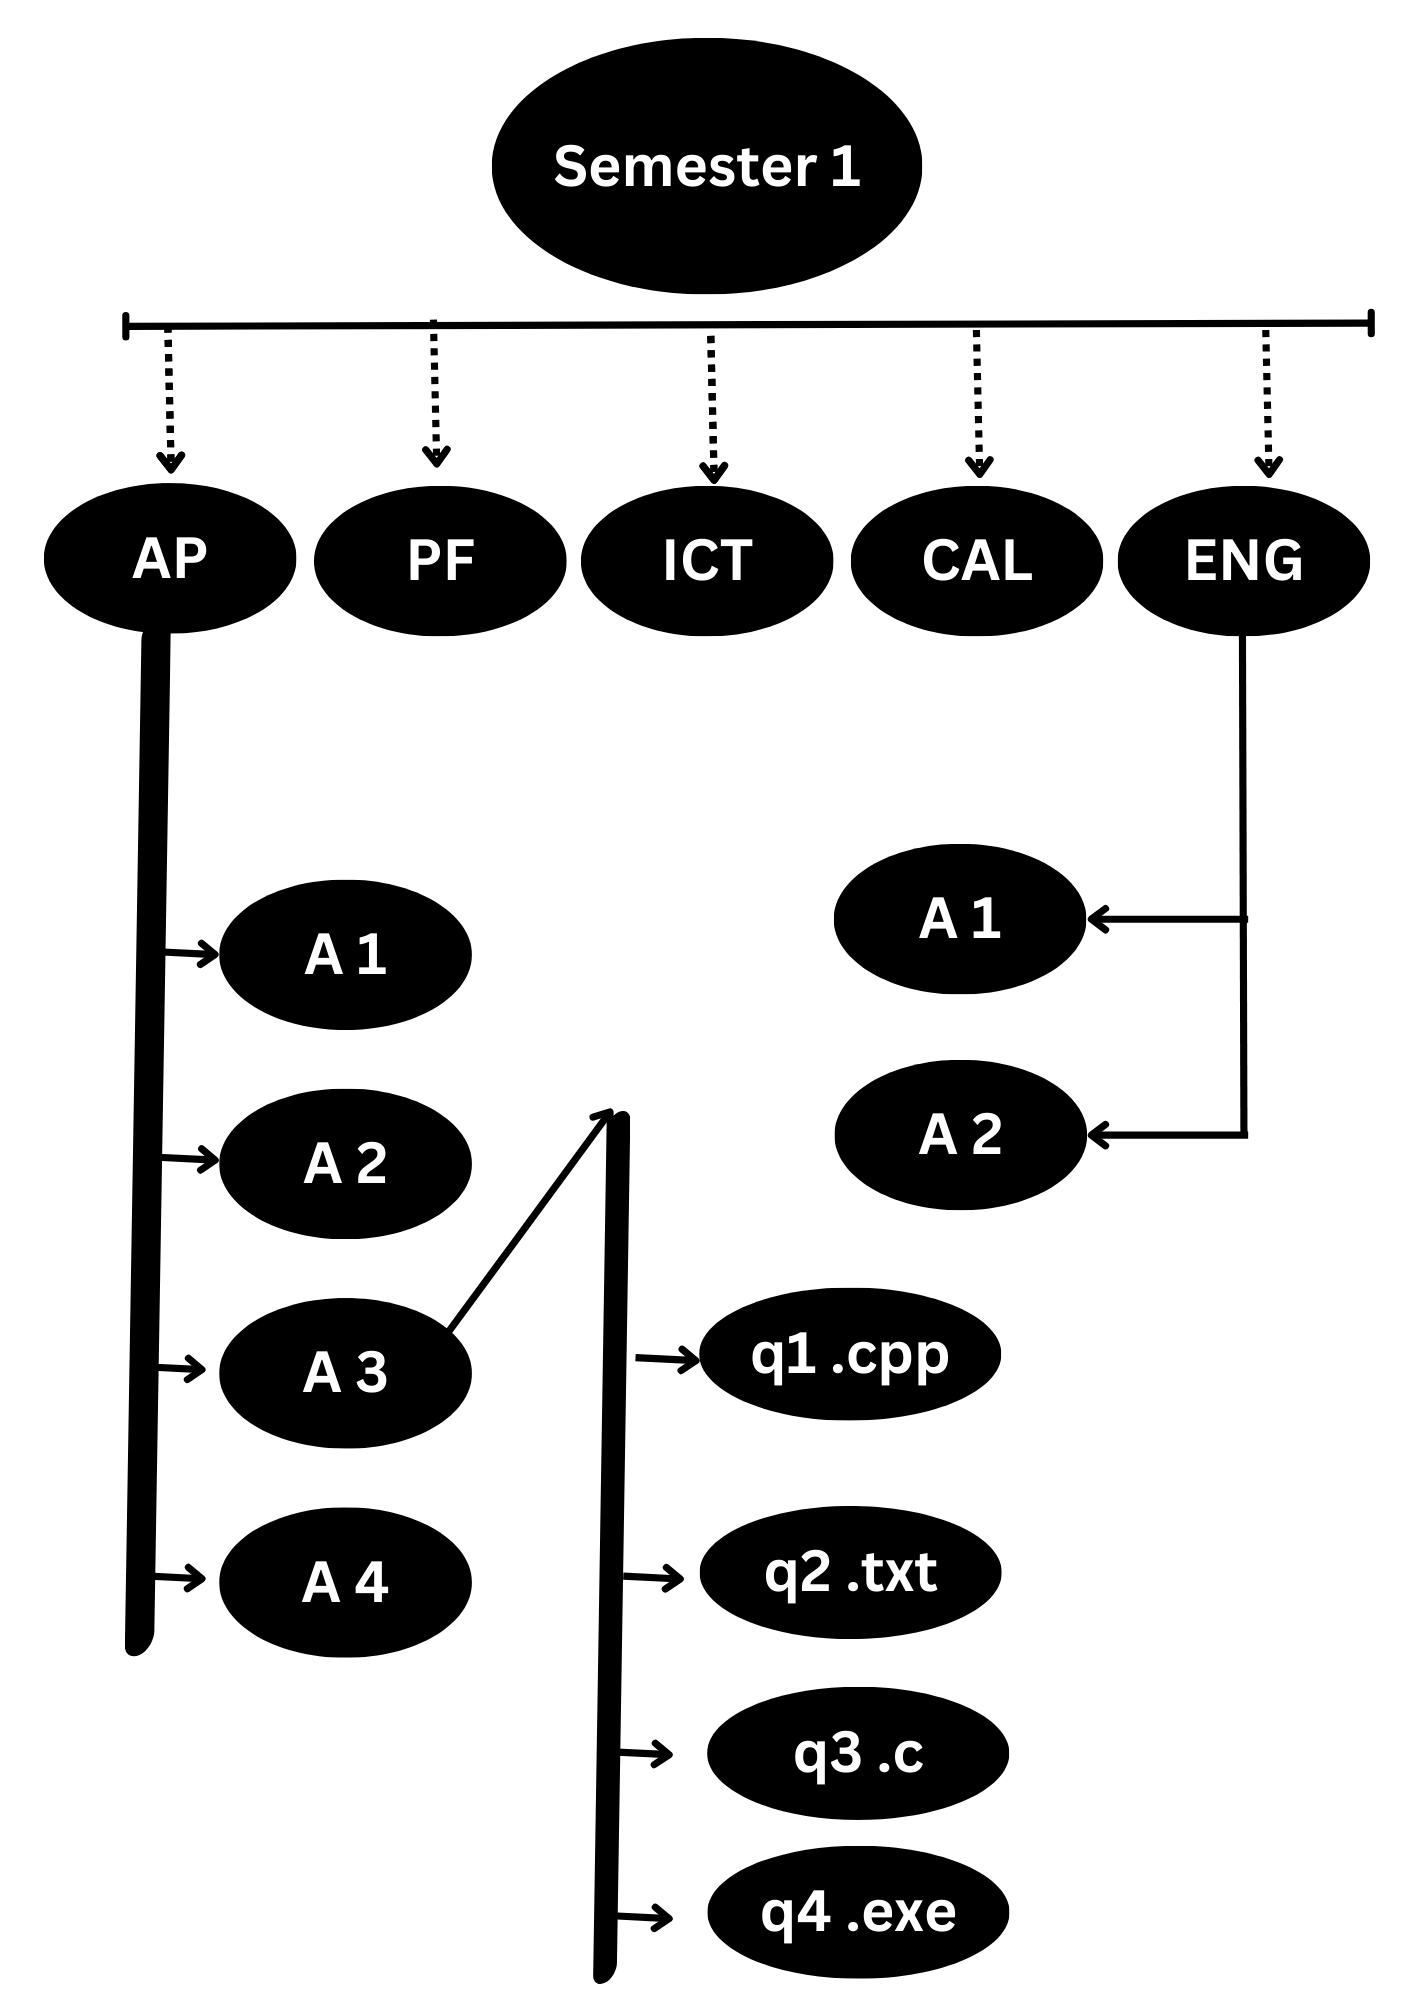 Semester 1
AP
PF
ICT
CAL
ENG
A 1
A 2
A 3
A 4
A 1
A 2
q1 .cpp
q2 .txt
q3 .c
q4 .exe